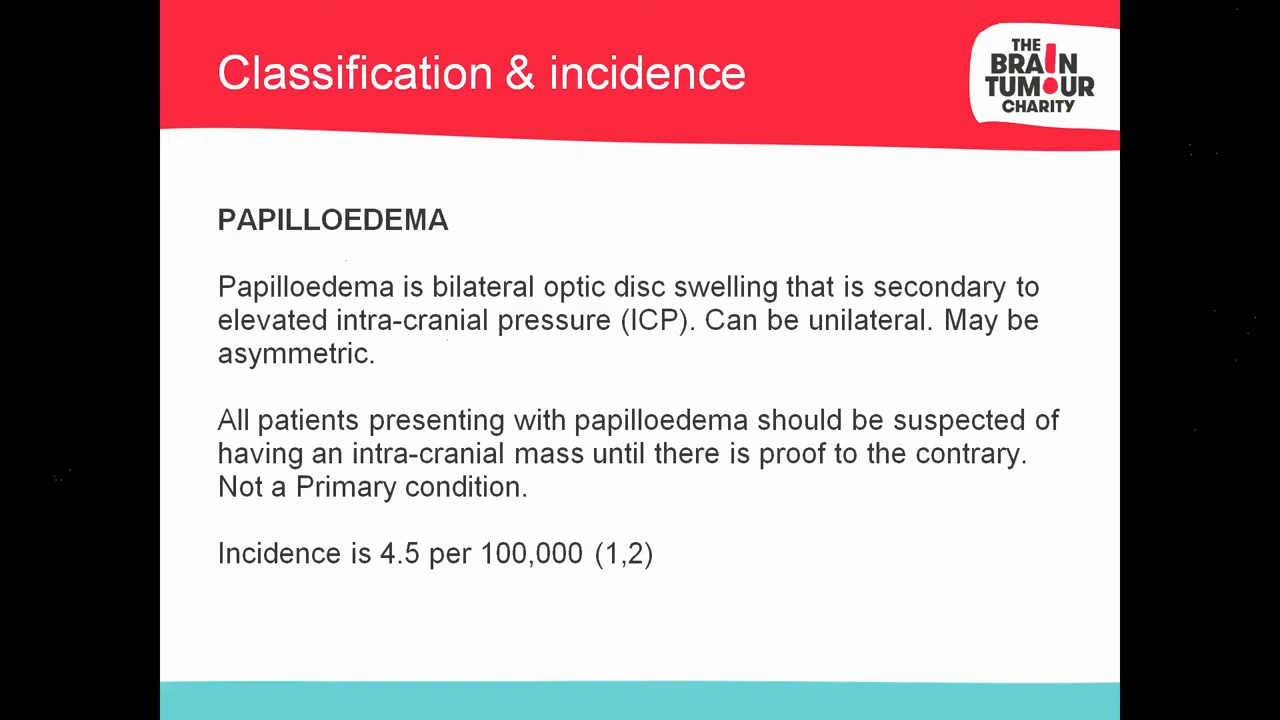 Classification & incidence
THE
BRAIN
TUMOUR
CHARITY
PAPILLOEDEMA
Papilloedema is bilateral optic disc swelling that is secondary to
elevated intra-cranial pressure (ICP). Can be unilateral. May be
asymmetric.
All patients presenting with papilloedema should be suspected of
having an intra-cranial mass until there is proof to the contrary.
Not a Primary condition.
Incidence is 4.5 per 100,000 (1,2)